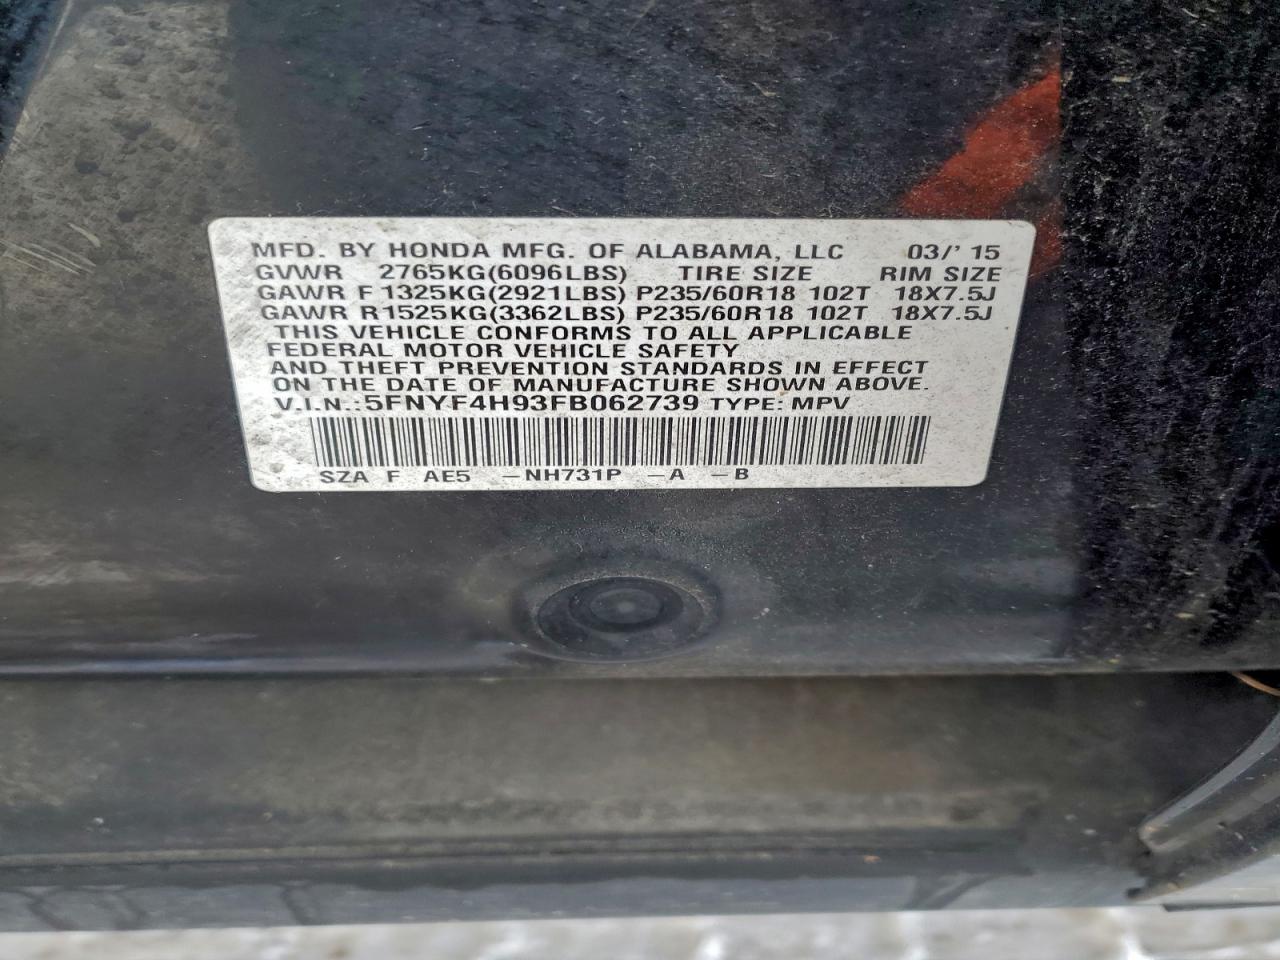 MFD. BY HONDA MFG. OF ALABAMA, LLC 03/' 15
GVWR 2765KG(6096LBS) TIRE SIZE RIM SIZE
GAWR F 1325KG(2921LBS) P235/60R18 102T 18X7.5J
GAWR R1525KG(3362LBS) P235/60R18 102T 18X7.5J
THIS VEHICLE CONFORMS TO ALL APPLICABLE
FEDERAL MOTOR VEHICLE SAFETY
AND THEFT PREVENTION STANDARDS IN EFFECT
ON THE DATE OF MANUFACTURE SHOWN ABOVE.
V.I.N.:5FNYF4H93FB062739 TYPE: MPV
SZA F AE5 -NH731P -A -B